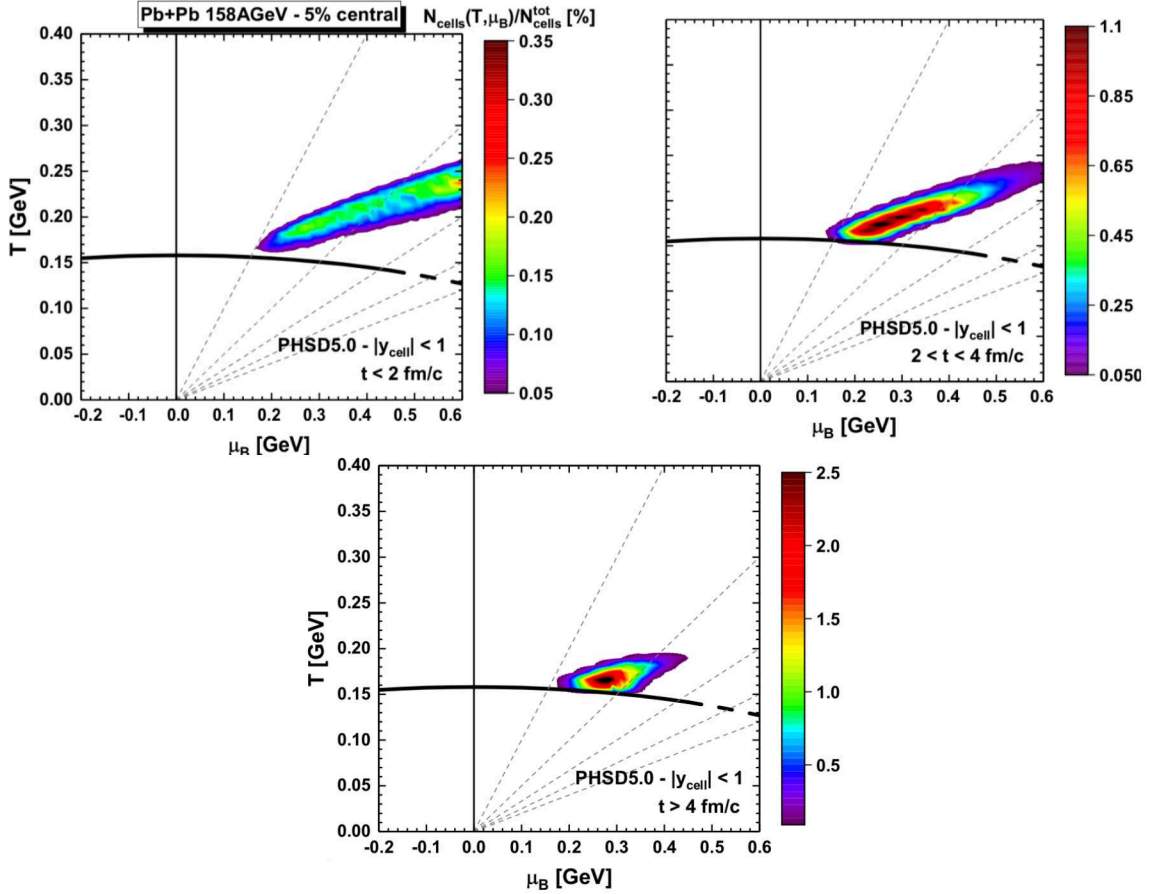 Pb+Pb 158AGeV - 5% central
N_cells(T,μ_B)/N_cells^tot [%]
0.40
0.35
0.30
0.25
0.20
0.15
0.10
0.05
0.00
T [GeV]
-0.2 -0.1 0.0 0.1 0.2 0.3 0.4 0.5 0.6
μ_B [GeV]
PHSD5.0 - |y_cell| < 1
t < 2 fm/c
0.35
0.30
0.25
0.20
0.15
0.10
0.05
-0.2 -0.1 0.0 0.1 0.2 0.3 0.4 0.5 0.6
μ_B [GeV]
PHSD5.0 - |y_cell| < 1
2 < t < 4 fm/c
1.1
0.85
0.65
0.45
0.25
0.050
0.40
0.35
0.30
0.25
0.20
0.15
0.10
0.05
0.00
T [GeV]
-0.2 -0.1 0.0 0.1 0.2 0.3 0.4 0.5 0.6
μ_B [GeV]
PHSD5.0 - |y_cell| < 1
t > 4 fm/c
2.5
2.0
1.5
1.0
0.5